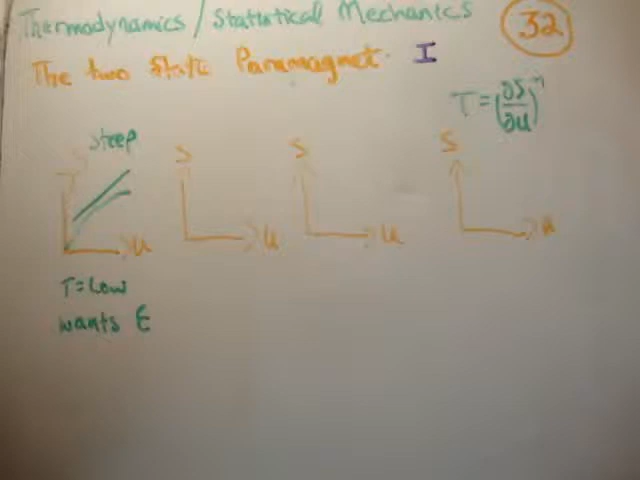 Thermodynamics / Statistical Mechanics
32
The two State Paramagnet I
T = (∂S/∂U)⁻¹
Steep
S S S S
U U U U
T = Low
wants E